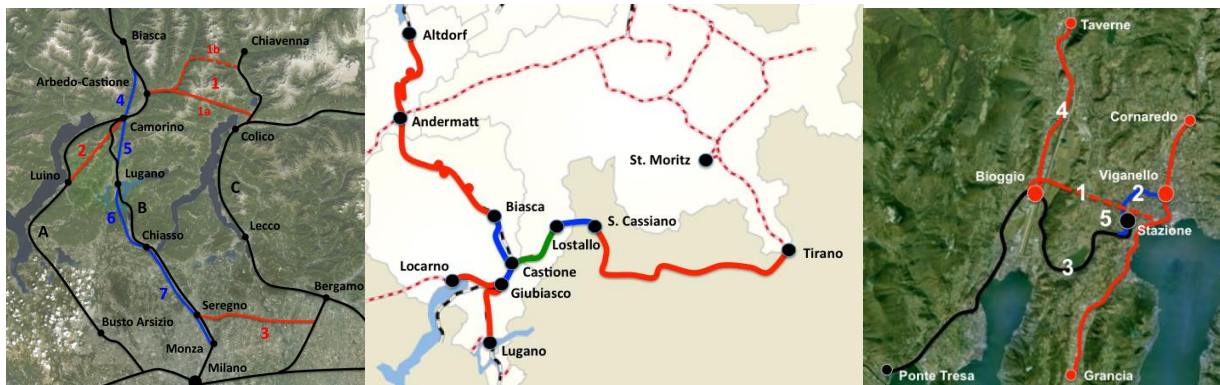 Biasca
1b
Chiavenna
Arbedo-Castione
1
1a
4
Camorino
2
5
Colico
Luino
Lugano
C
B
6
A
Chiasso
Lecco
7
Seregno
Bergamo
Busto Arsizio
3
Monza
Milano
Altdorf
Andermatt
St. Moritz
Biasca
S. Cassiano
Lostallo
Tirano
Locarno
Castione
Giubiasco
Lugano
Taverne
4
Cornaredo
Bioggio
Viganello
1
2
5
Stazione
3
Ponte Tresa
Grancia